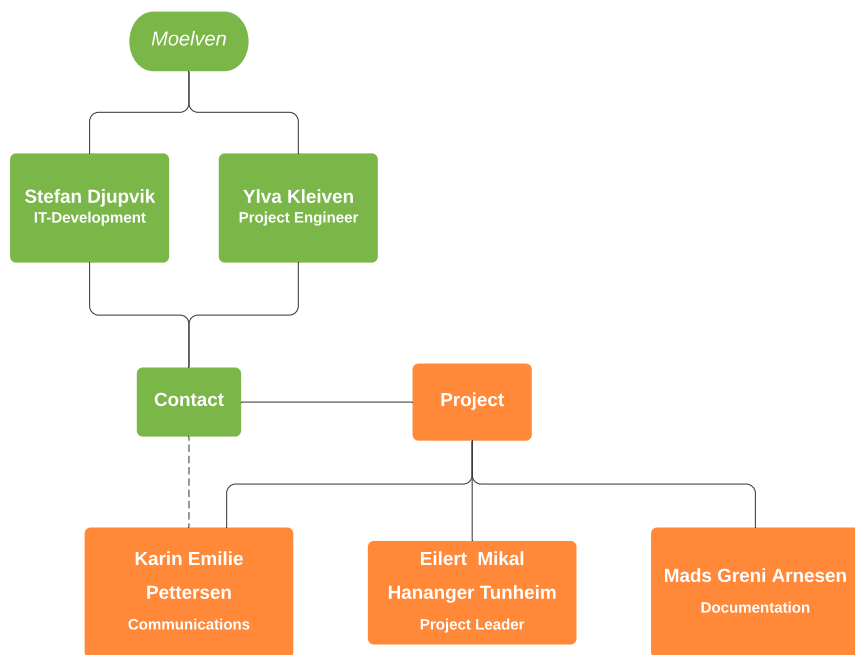 Moelven
Stefan Djupvik
IT-Development
Ylva Kleiven
Project Engineer
Contact
Project
Karin Emilie
Pettersen
Communications
Eilert  Mikal
Hananger Tunheim
Project Leader
Mads Greni Arnesen
Documentation